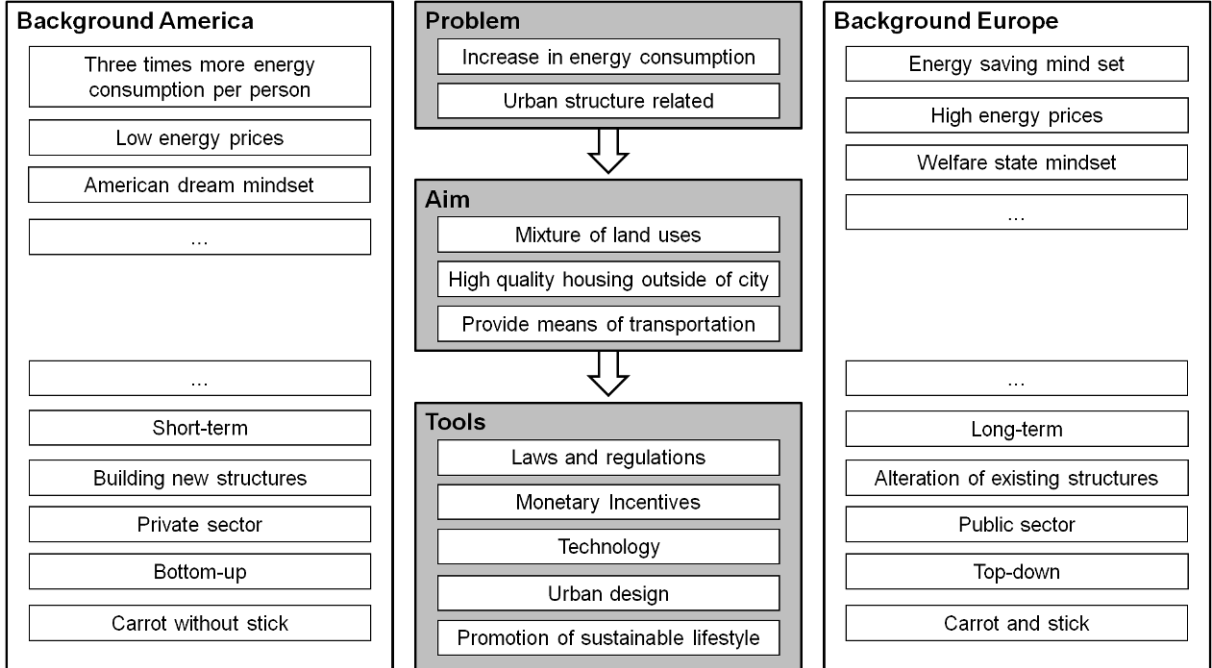 Background America
Three times more energy
consumption per person
Low energy prices
American dream mindset
...
...
Short-term
Building new structures
Private sector
Bottom-up
Carrot without stick
Problem
Increase in energy consumption
Urban structure related
Aim
Mixture of land uses
High quality housing outside of city
Provide means of transportation
Tools
Laws and regulations
Monetary Incentives
Technology
Urban design
Promotion of sustainable lifestyle
Background Europe
Energy saving mind set
High energy prices
Welfare state mindset
...
...
Long-term
Alteration of existing structures
Public sector
Top-down
Carrot and stick